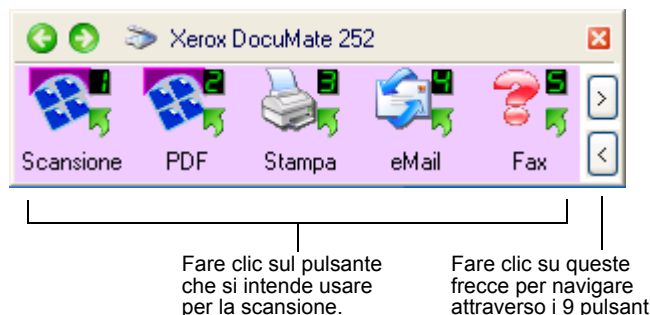 Xerox DocuMate 252
1 2 3 4 5
> 
Scansione PDF Stampa eMail Fax
<
Fare clic sul pulsante
che si intende usare
per la scansione.
Fare clic su queste
frecce per navigare
attraverso i 9 pulsant